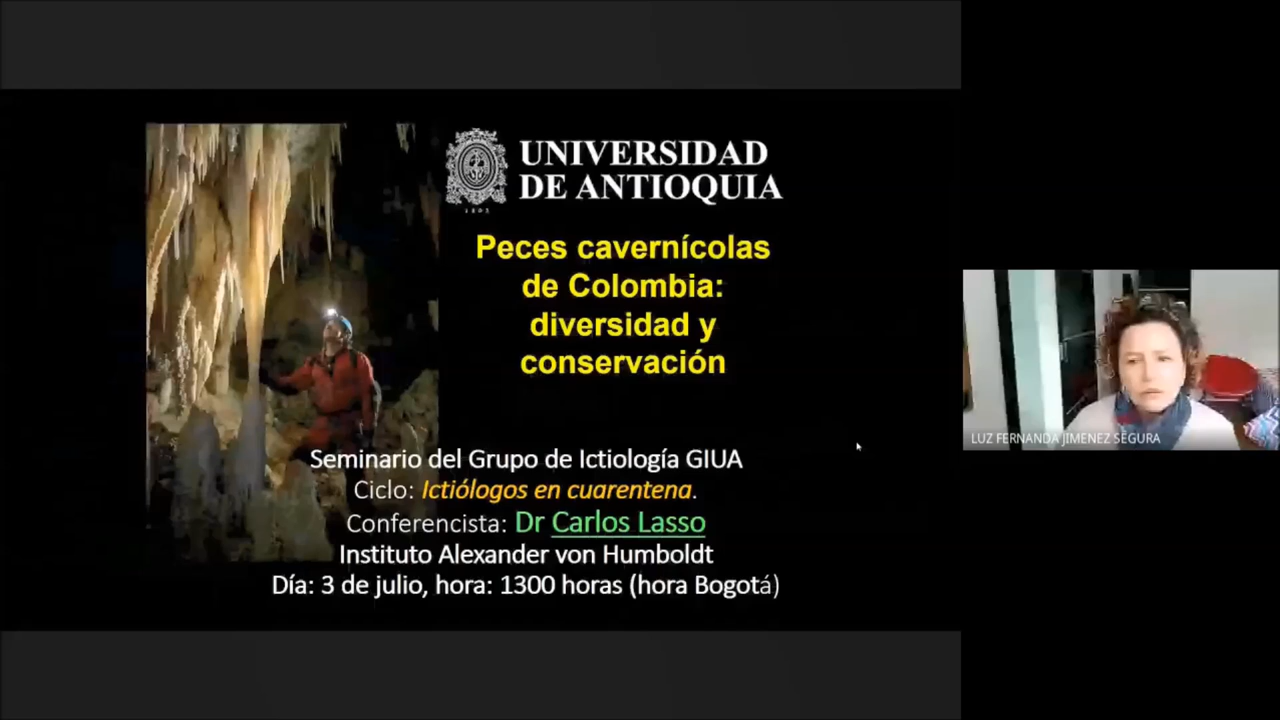 UNIVERSIDAD
DE ANTIOQUIA
1803
Peces cavernícolas
de Colombia:
diversidad y
conservación
Seminario del Grupo de Ictiología GIUA
Ciclo: Ictiólogos en cuarentena.
Conferencista: Dr Carlos Lasso
Instituto Alexander von Humboldt
Día: 3 de julio, hora: 1300 horas (hora Bogotá)
LUZ FERNANDA JIMENEZ SEGURA